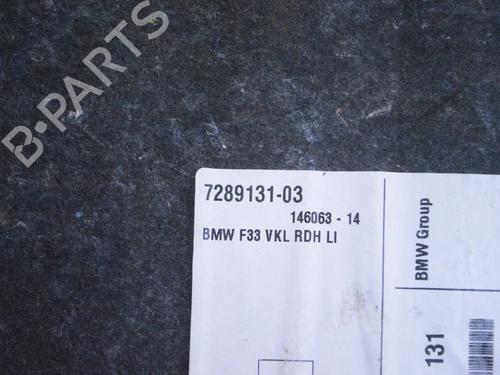 B-PARTS
7289131-03
146063 - 14
BMW F33 VKL RDH LI
BMW Group
131